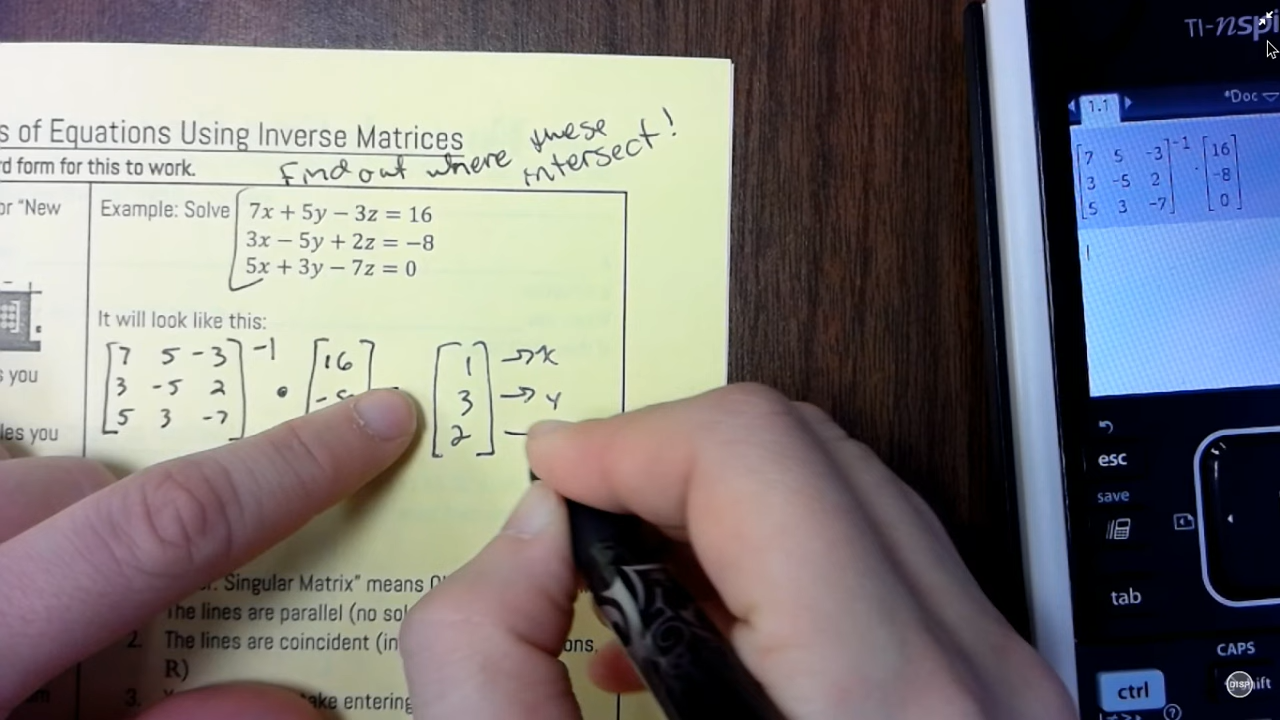 s of Equations Using Inverse Matrices
rd form for this to work.
Find out where these intersect!
or "New
s you
les you
Example: Solve
7x + 5y − 3z = 16
3x − 5y + 2z = −8
5x + 3y − 7z = 0
It will look like this:
[7 5 -3]⁻¹ [16] [1] → x
[3 -5 2] • [-8] [3] → y
[5 3 -7] [2] —
Singular Matrix" means
The lines are parallel (no sol
2. The lines are coincident (in
ons.
R)
3.
ake entering
TI-nspi
1.1
*Doc
[7 5 -3]⁻¹ · [16]
[3 -5 2] [-8]
[5 3 -7] [0]
esc
save
tab
CAPS
ctrl
hift
DISP